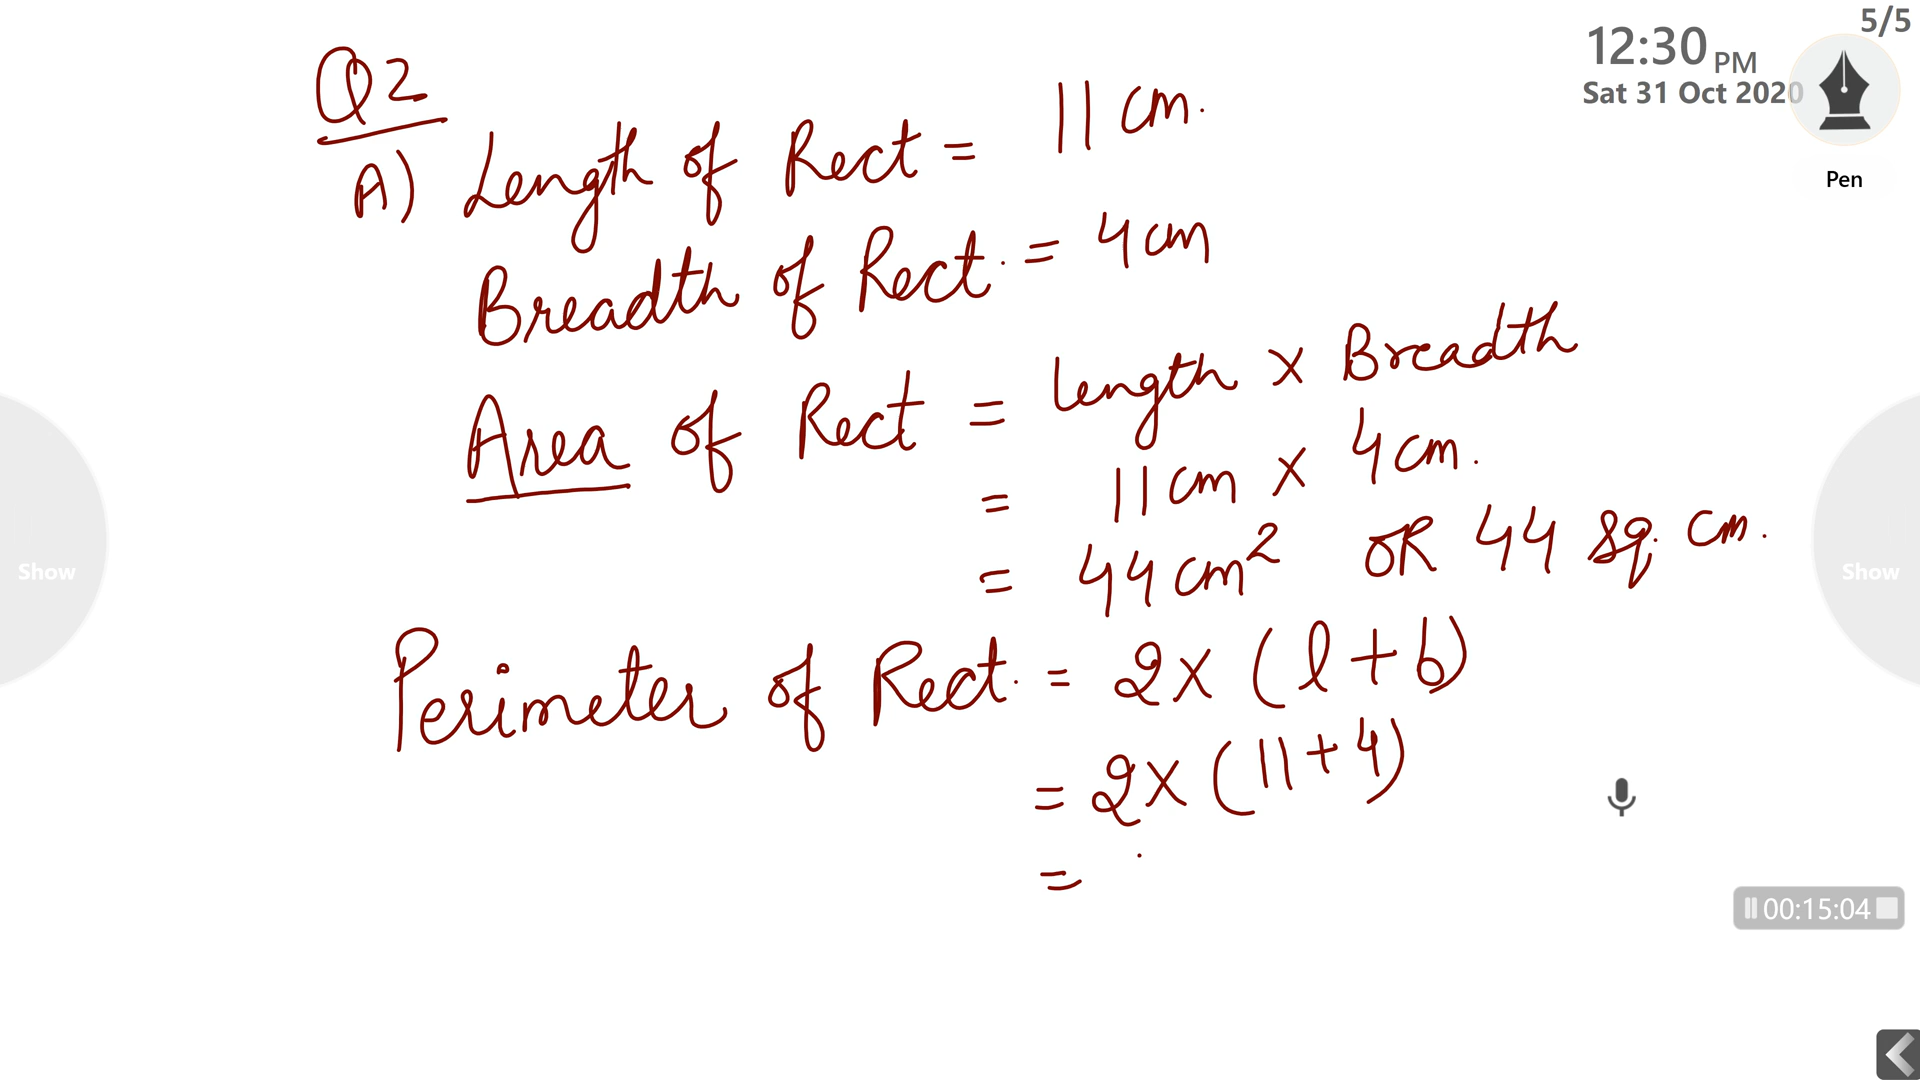 5/5
12:30 PM
Sat 31 Oct 2020
Pen
Q2
A) Length of Rect = 11 cm.
Breadth of Rect. = 4 cm
Area of Rect = length × Breadth
= 11 cm × 4 cm.
= 44 cm² OR 44 sq. cm.
Show
Show
Perimeter of Rect. = 2 × (l + b)
= 2 × (11 + 4)
=
00:15:04